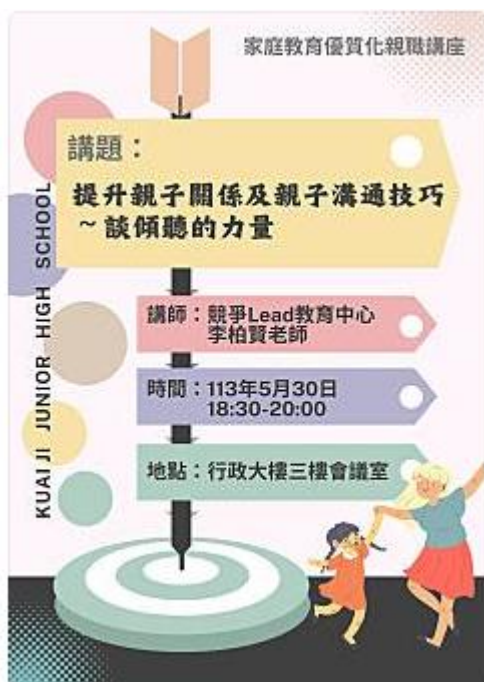 家庭教育優質化親職講座
講題：
提升親子關係及親子溝通技巧
～談傾聽的力量
講師：競爭Lead教育中心
李柏賢老師
時間：113年5月30日
18:30-20:00
地點：行政大樓三樓會議室
KUAI JI JUNIOR HIGH SCHOOL